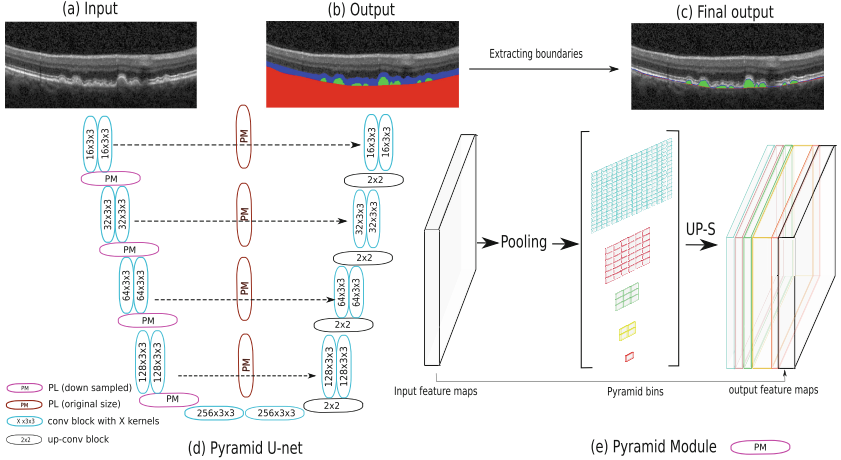 (a) Input
(b) Output
(c) Final output
Extracting boundaries
16x3x3
16x3x3
PM
PM
16x3x3
16x3x3
2x2
32x3x3
32x3x3
PM
PM
32x3x3
32x3x3
2x2
64x3x3
64x3x3
PM
PM
64x3x3
64x3x3
2x2
128x3x3
128x3x3
PM
PM
128x3x3
128x3x3
2x2
256x3x3
256x3x3
PM PL (down sampled)
PM PL (original size)
X x3x3 conv block with X kernels
2x2 up-conv block
(d) Pyramid U-net
Pooling
UP-S
Input feature maps
Pyramid bins
output feature maps
(e) Pyramid Module PM